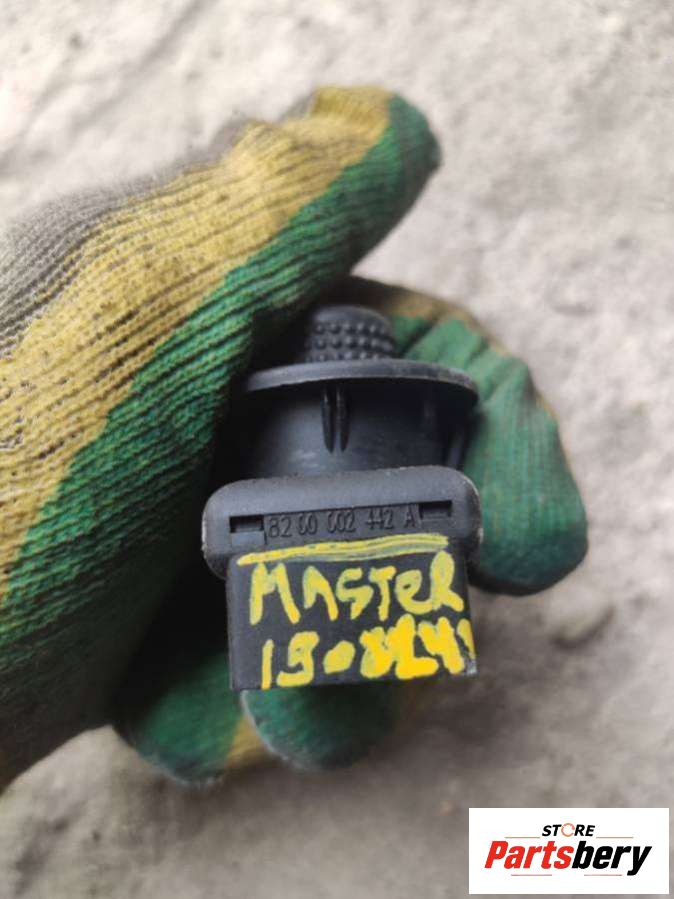 82 00 002 442 A
MASTER
STORE
Partsbery